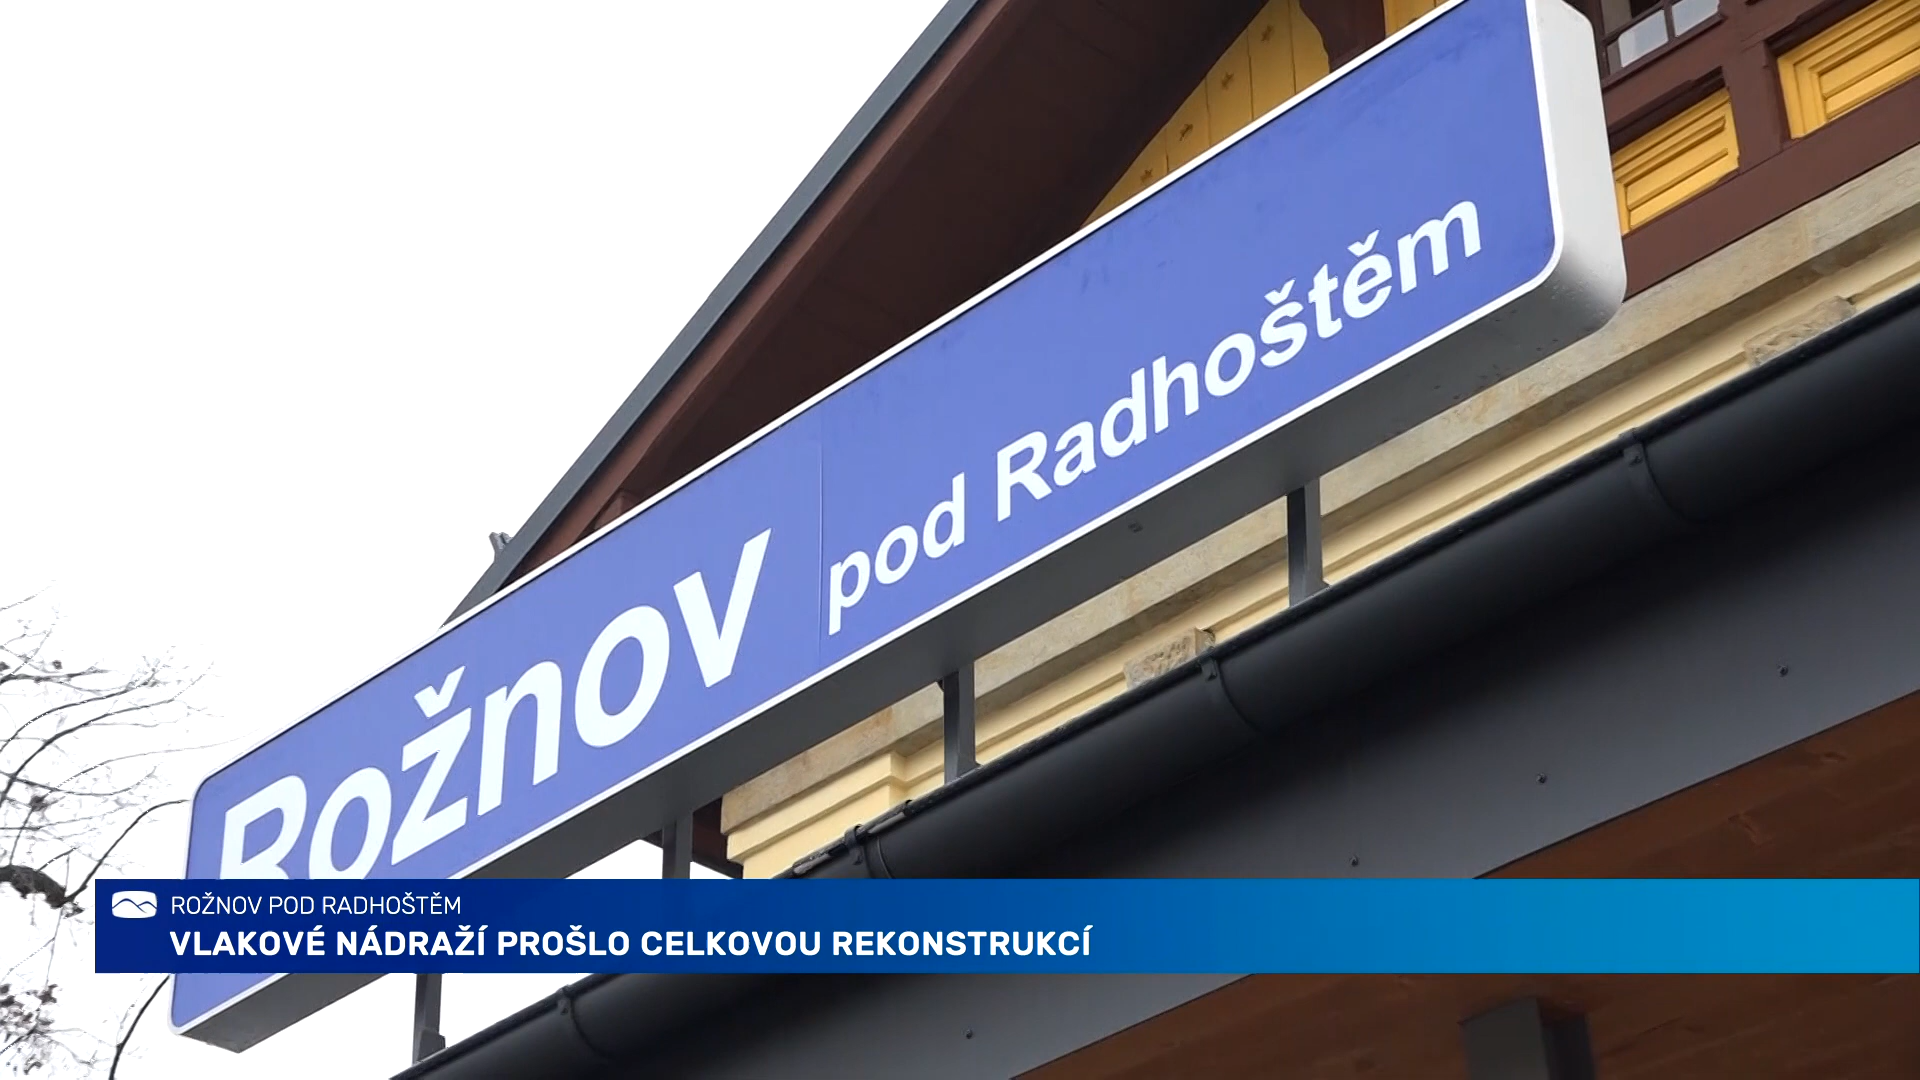 Rožnov pod Radhoštěm
ROŽNOV POD RADHOŠTĚM
VLAKOVÉ NÁDRAŽÍ PROŠLO CELKOVOU REKONSTRUKCÍ